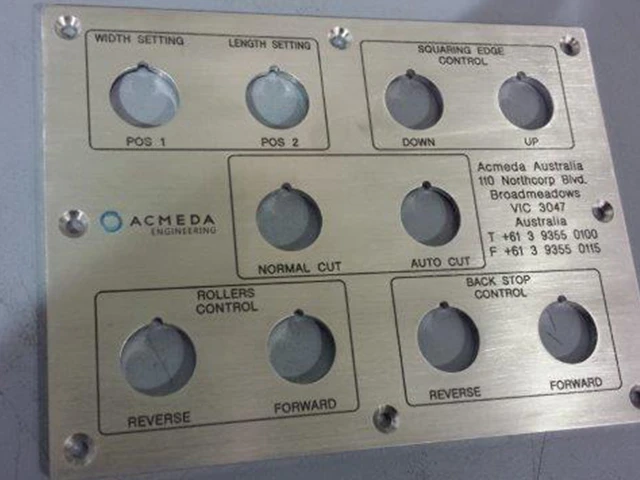 WIDTH SETTING
LENGTH SETTING
POS 1
POS 2
SQUARING EDGE
CONTROL
DOWN
UP
ACMEDA
ENGINEERING
NORMAL CUT
AUTO CUT
Acmeda Australia
110 Northcorp Blvd.
Broadmeadows
VIC 3047
Australia
T +61 3 9355 0100
F +61 3 9355 0115
ROLLERS
CONTROL
REVERSE
FORWARD
BACK STOP
CONTROL
REVERSE
FORWARD